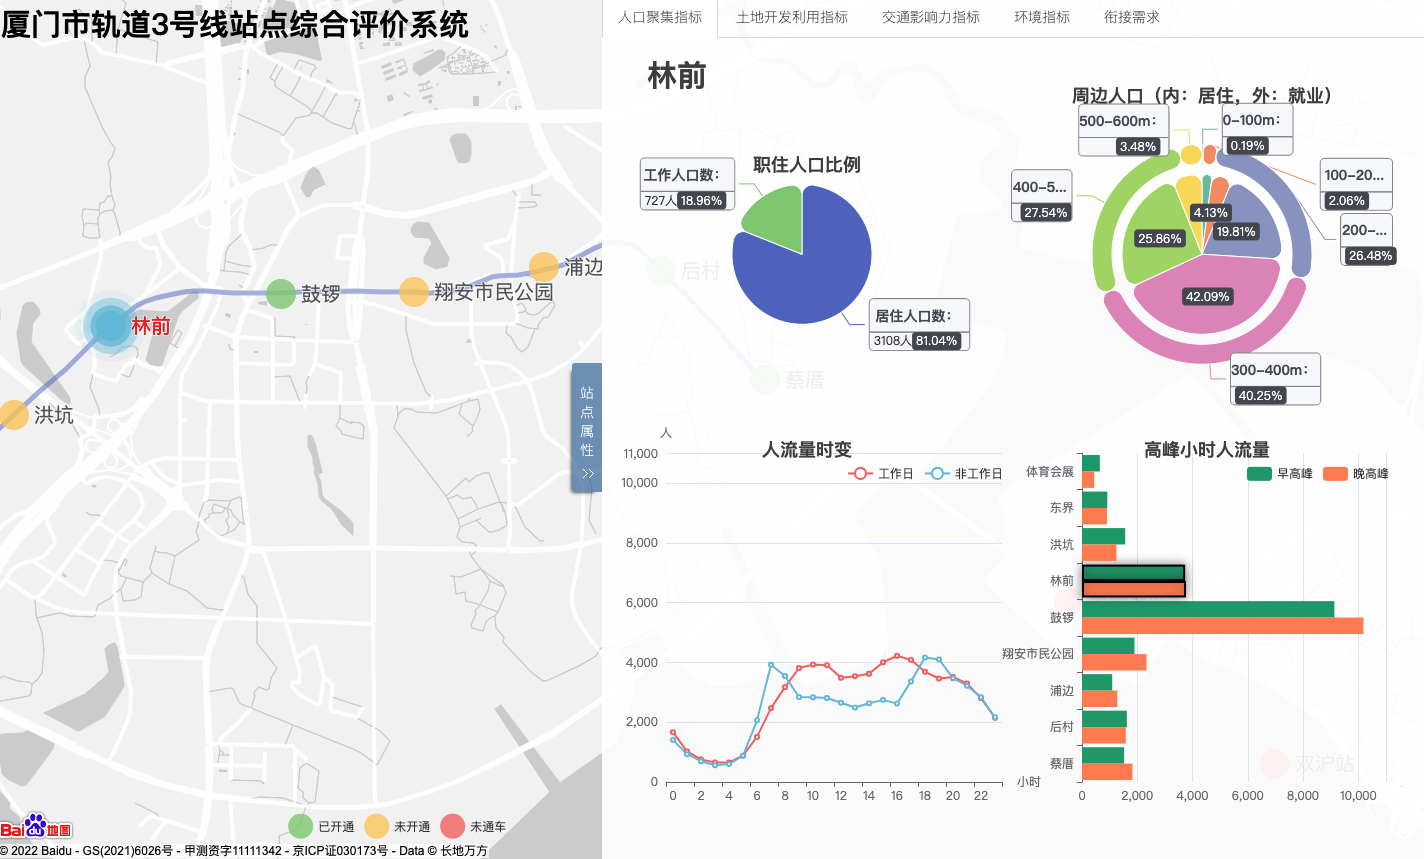 厦门市轨道3号线站点综合评价系统
人口聚集指标
土地开发利用指标
交通影响力指标
环境指标
衔接需求
林前
职住人口比例
工作人口数：
727人 18.96%
居住人口数：
3108人 81.04%
周边人口（内：居住，外：就业）
500-600m：
3.48%
0-100m：
0.19%
400-5...
27.54%
100-20...
2.06%
200-...
26.48%
4.13%
19.81%
25.86%
42.09%
300-400m：
40.25%
后村
蔡厝
浦边
翔安市民公园
鼓锣
林前
洪坑
站点属性
>>
人
人流量时变
工作日
非工作日
11,000
10,000
8,000
6,000
4,000
2,000
0
0 2 4 6 8 10 12 14 16 18 20 22
小时
高峰小时人流量
早高峰
晚高峰
体育会展
东界
洪坑
林前
鼓锣
翔安市民公园
浦边
后村
蔡厝
0 2,000 4,000 6,000 8,000 10,000
双沪站
已开通
未开通
未通车
Bai du 地图
© 2022 Baidu - GS(2021)6026号 - 甲测资字11111342 - 京ICP证030173号 - Data © 长地万方